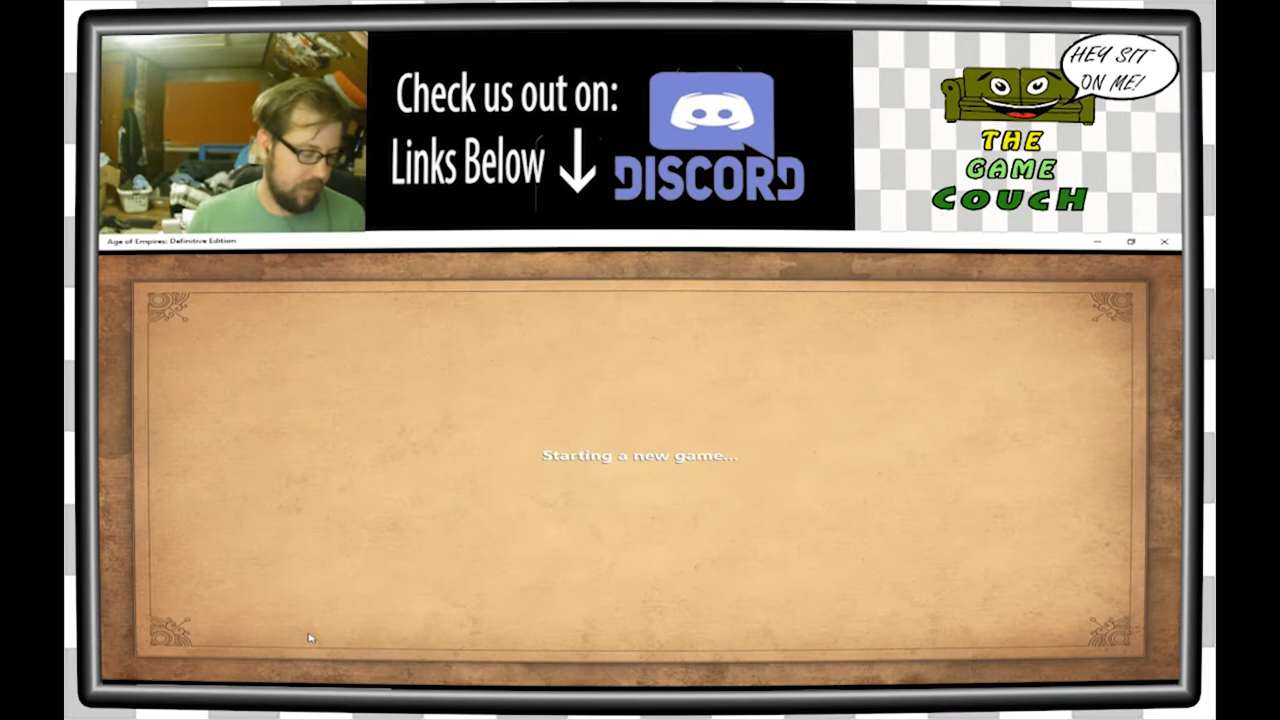 Check us out on:
Links Below
DISCORD
HEY SIT
ON ME!
THE
GAME
COUCH
Age of Empires: Definitive Edition
Starting a new game...